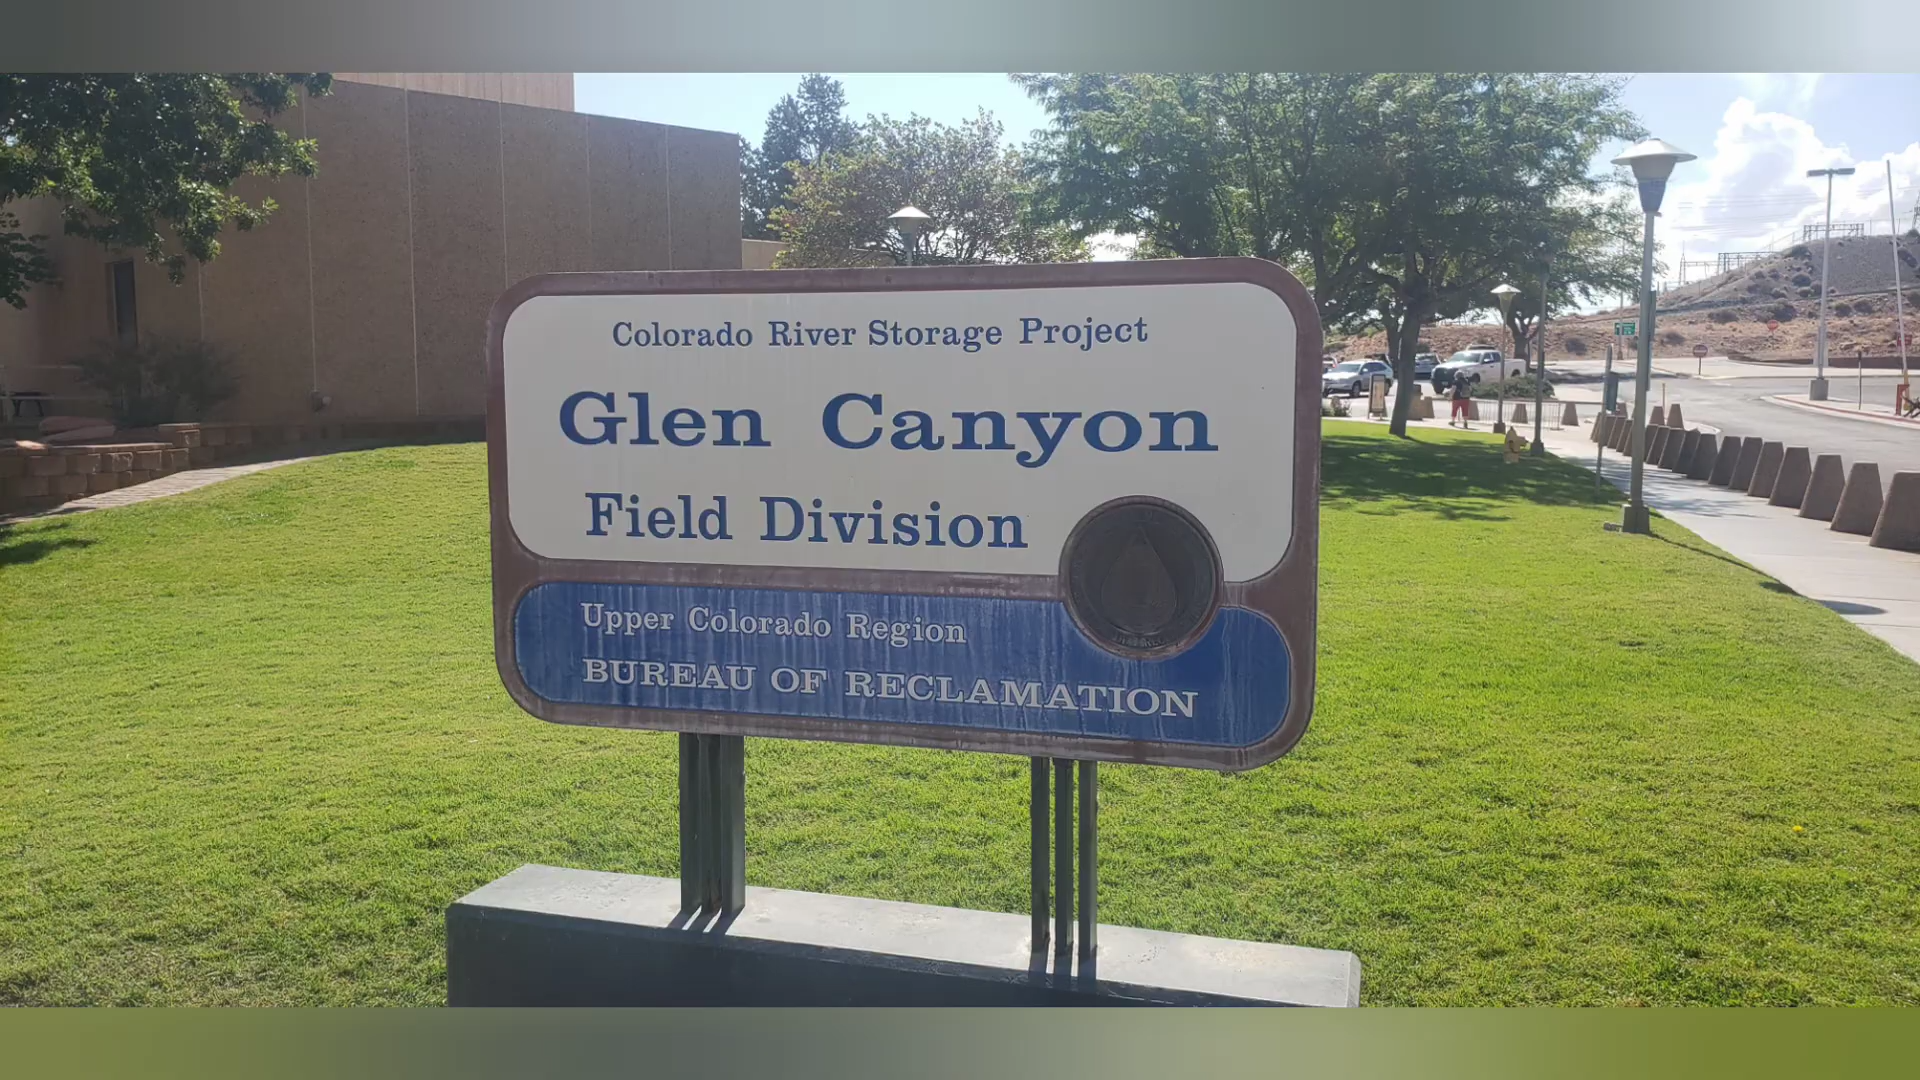 Colorado River Storage Project
Glen Canyon
Field Division
Upper Colorado Region
BUREAU OF RECLAMATION